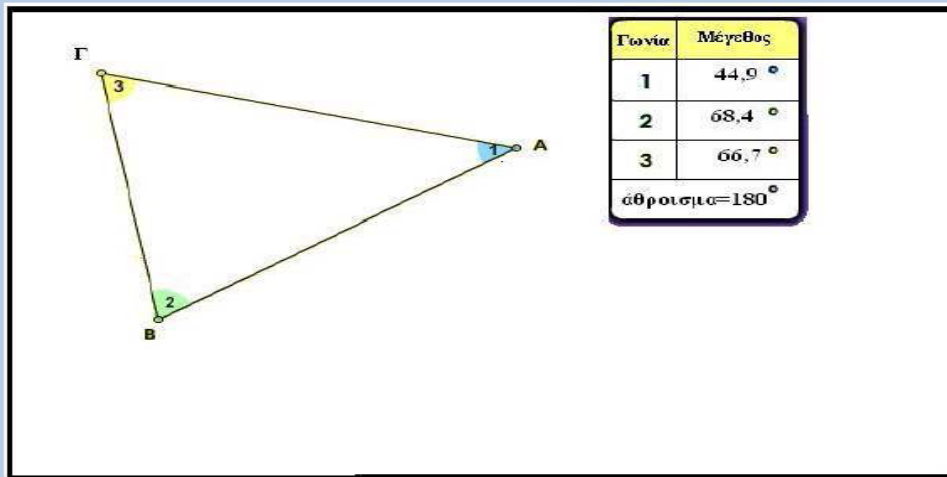 Γ
3
1
A
2
B
Γωνία Μέγεθος
1 44,9 °
2 68,4 °
3 66,7 °
άθροισμα=180°